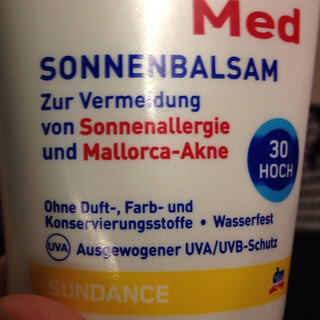 Med
SONNENBALSAM
Zur Vermeidung
von Sonnenallergie
und Mallorca-Akne
30
HOCH
Ohne Duft-, Farb- und
Konservierungsstoffe • Wasserfest
UVA Ausgewogener UVA/UVB-Schutz
SUNDANCE
dm